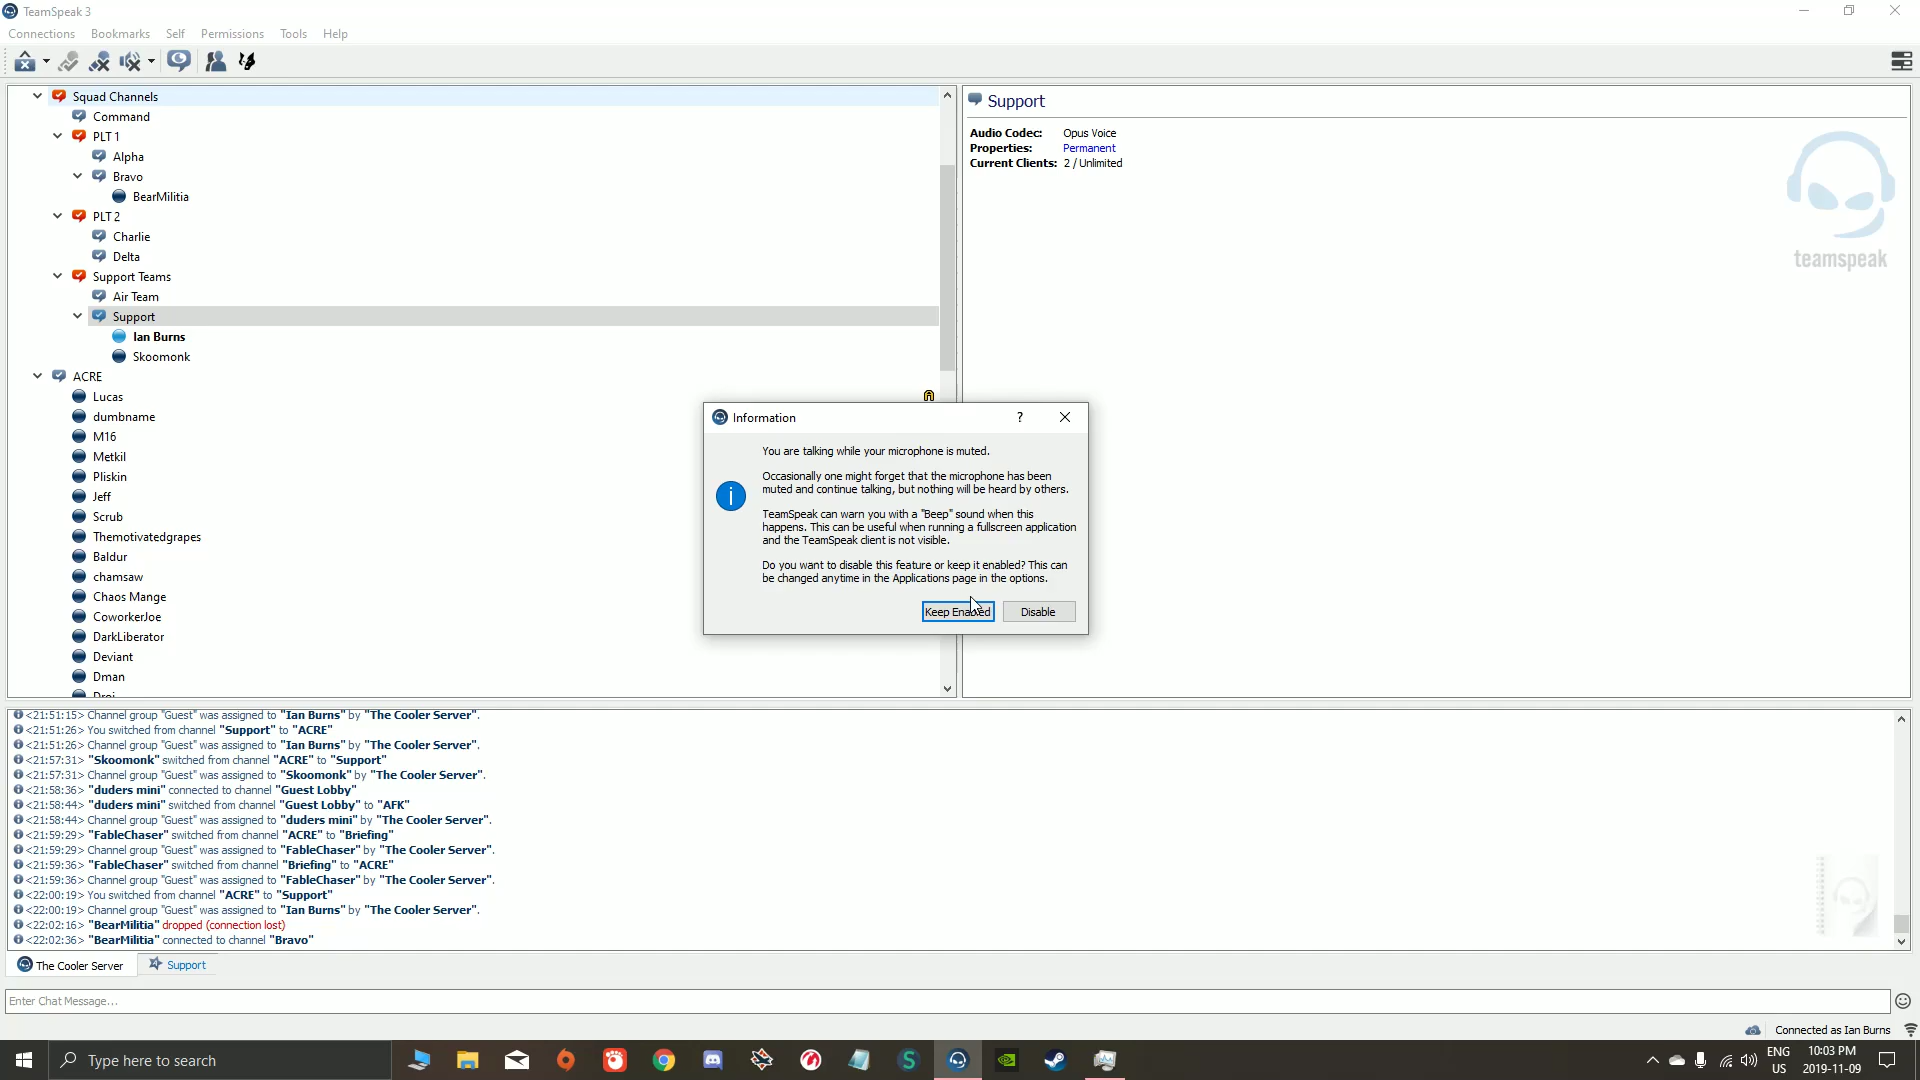 TeamSpeak 3
Connections Bookmarks Self Permissions Tools Help
Squad Channels
Command
PLT 1
Alpha
Bravo
BearMilitia
PLT 2
Charlie
Delta
Support Teams
Air Team
Support
Ian Burns
Skoomonk
ACRE
Lucas
dumbname
M16
Metkil
Pliskin
Jeff
Scrub
Themotivatedgrapes
Baldur
chamsaw
Chaos Mange
CoworkerJoe
DarkLiberator
Deviant
Dman
Support
Audio Codec: Opus Voice
Properties: Permanent
Current Clients: 2 / Unlimited
teamspeak
Information
?
You are talking while your microphone is muted.
Occasionally one might forget that the microphone has been
muted and continue talking, but nothing will be heard by others.
TeamSpeak can warn you with a "Beep" sound when this
happens. This can be useful when running a fullscreen application
and the TeamSpeak client is not visible.
Do you want to disable this feature or keep it enabled? This can
be changed anytime in the Applications page in the options.
Keep Enabled Disable
<21:51:15> Channel group "Guest" was assigned to "Ian Burns" by "The Cooler Server".
<21:51:26> You switched from channel "Support" to "ACRE"
<21:51:26> Channel group "Guest" was assigned to "Ian Burns" by "The Cooler Server".
<21:57:31> "Skoomonk" switched from channel "ACRE" to "Support"
<21:57:31> Channel group "Guest" was assigned to "Skoomonk" by "The Cooler Server".
<21:58:36> "duders mini" connected to channel "Guest Lobby"
<21:58:44> "duders mini" switched from channel "Guest Lobby" to "AFK"
<21:58:44> Channel group "Guest" was assigned to "duders mini" by "The Cooler Server".
<21:59:29> "FableChaser" switched from channel "ACRE" to "Briefing"
<21:59:29> Channel group "Guest" was assigned to "FableChaser" by "The Cooler Server".
<21:59:36> "FableChaser" switched from channel "Briefing" to "ACRE"
<21:59:36> Channel group "Guest" was assigned to "FableChaser" by "The Cooler Server".
<22:00:19> You switched from channel "ACRE" to "Support"
<22:00:19> Channel group "Guest" was assigned to "Ian Burns" by "The Cooler Server".
<22:02:16> "BearMilitia" dropped (connection lost)
<22:02:36> "BearMilitia" connected to channel "Bravo"
The Cooler Server Support
Enter Chat Message...
Connected as Ian Burns
Type here to search
ENG
US
10:03 PM
2019-11-09